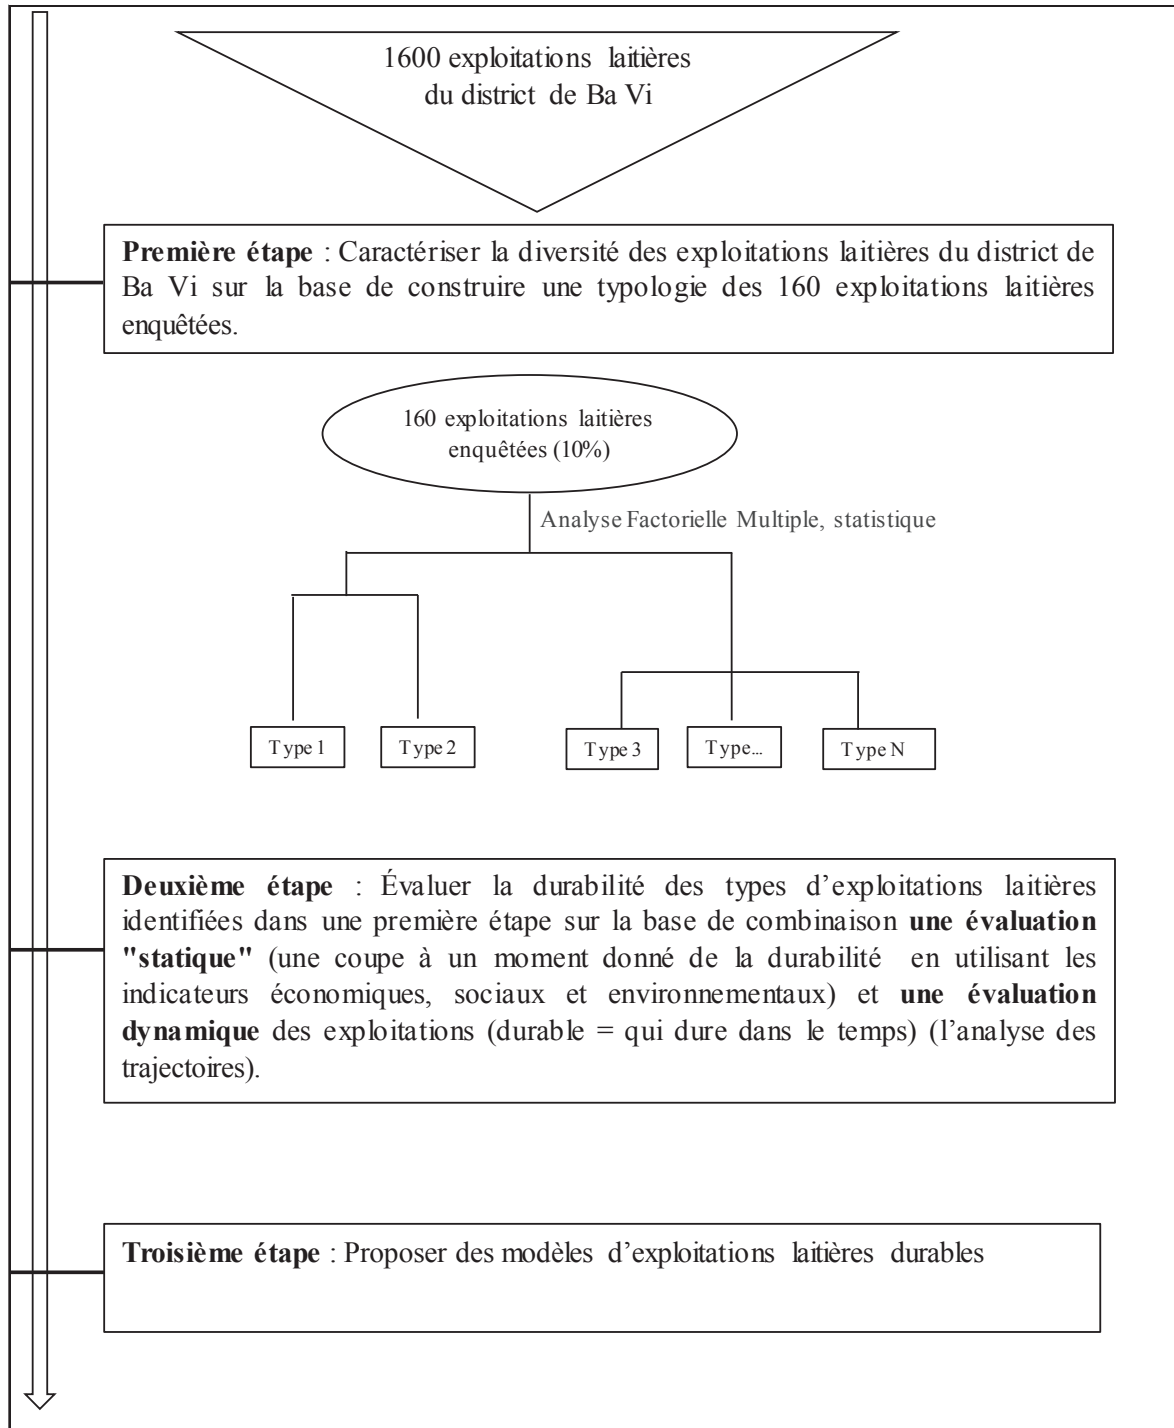 1600 exploitations laitières
du district de Ba Vi
Première étape : Caractériser la diversité des exploitations laitières du district de
Ba Vi sur la base de construire une typologie des 160 exploitations laitières
enquêtées.
160 exploitations laitières
enquêtées (10%)
Analyse Factorielle Multiple, statistique
Type 1
Type 2
Type 3
Type...
Type N
Deuxième étape : Évaluer la durabilité des types d’exploitations laitières
identifiées dans une première étape sur la base de combinaison une évaluation
"statique" (une coupe à un moment donné de la durabilité en utilisant les
indicateurs économiques, sociaux et environnementaux) et une évaluation
dynamique des exploitations (durable = qui dure dans le temps) (l’analyse des
trajectoires).
Troisième étape : Proposer des modèles d’exploitations laitières durables